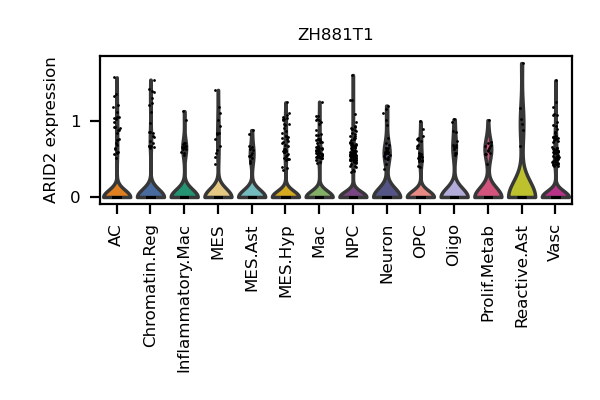 ZH881T1
ARID2 expression
1
0
AC
Chromatin.Reg
Inflammatory.Mac
MES
MES.Ast
MES.Hyp
Mac
NPC
Neuron
OPC
Oligo
Prolif.Metab
Reactive.Ast
Vasc